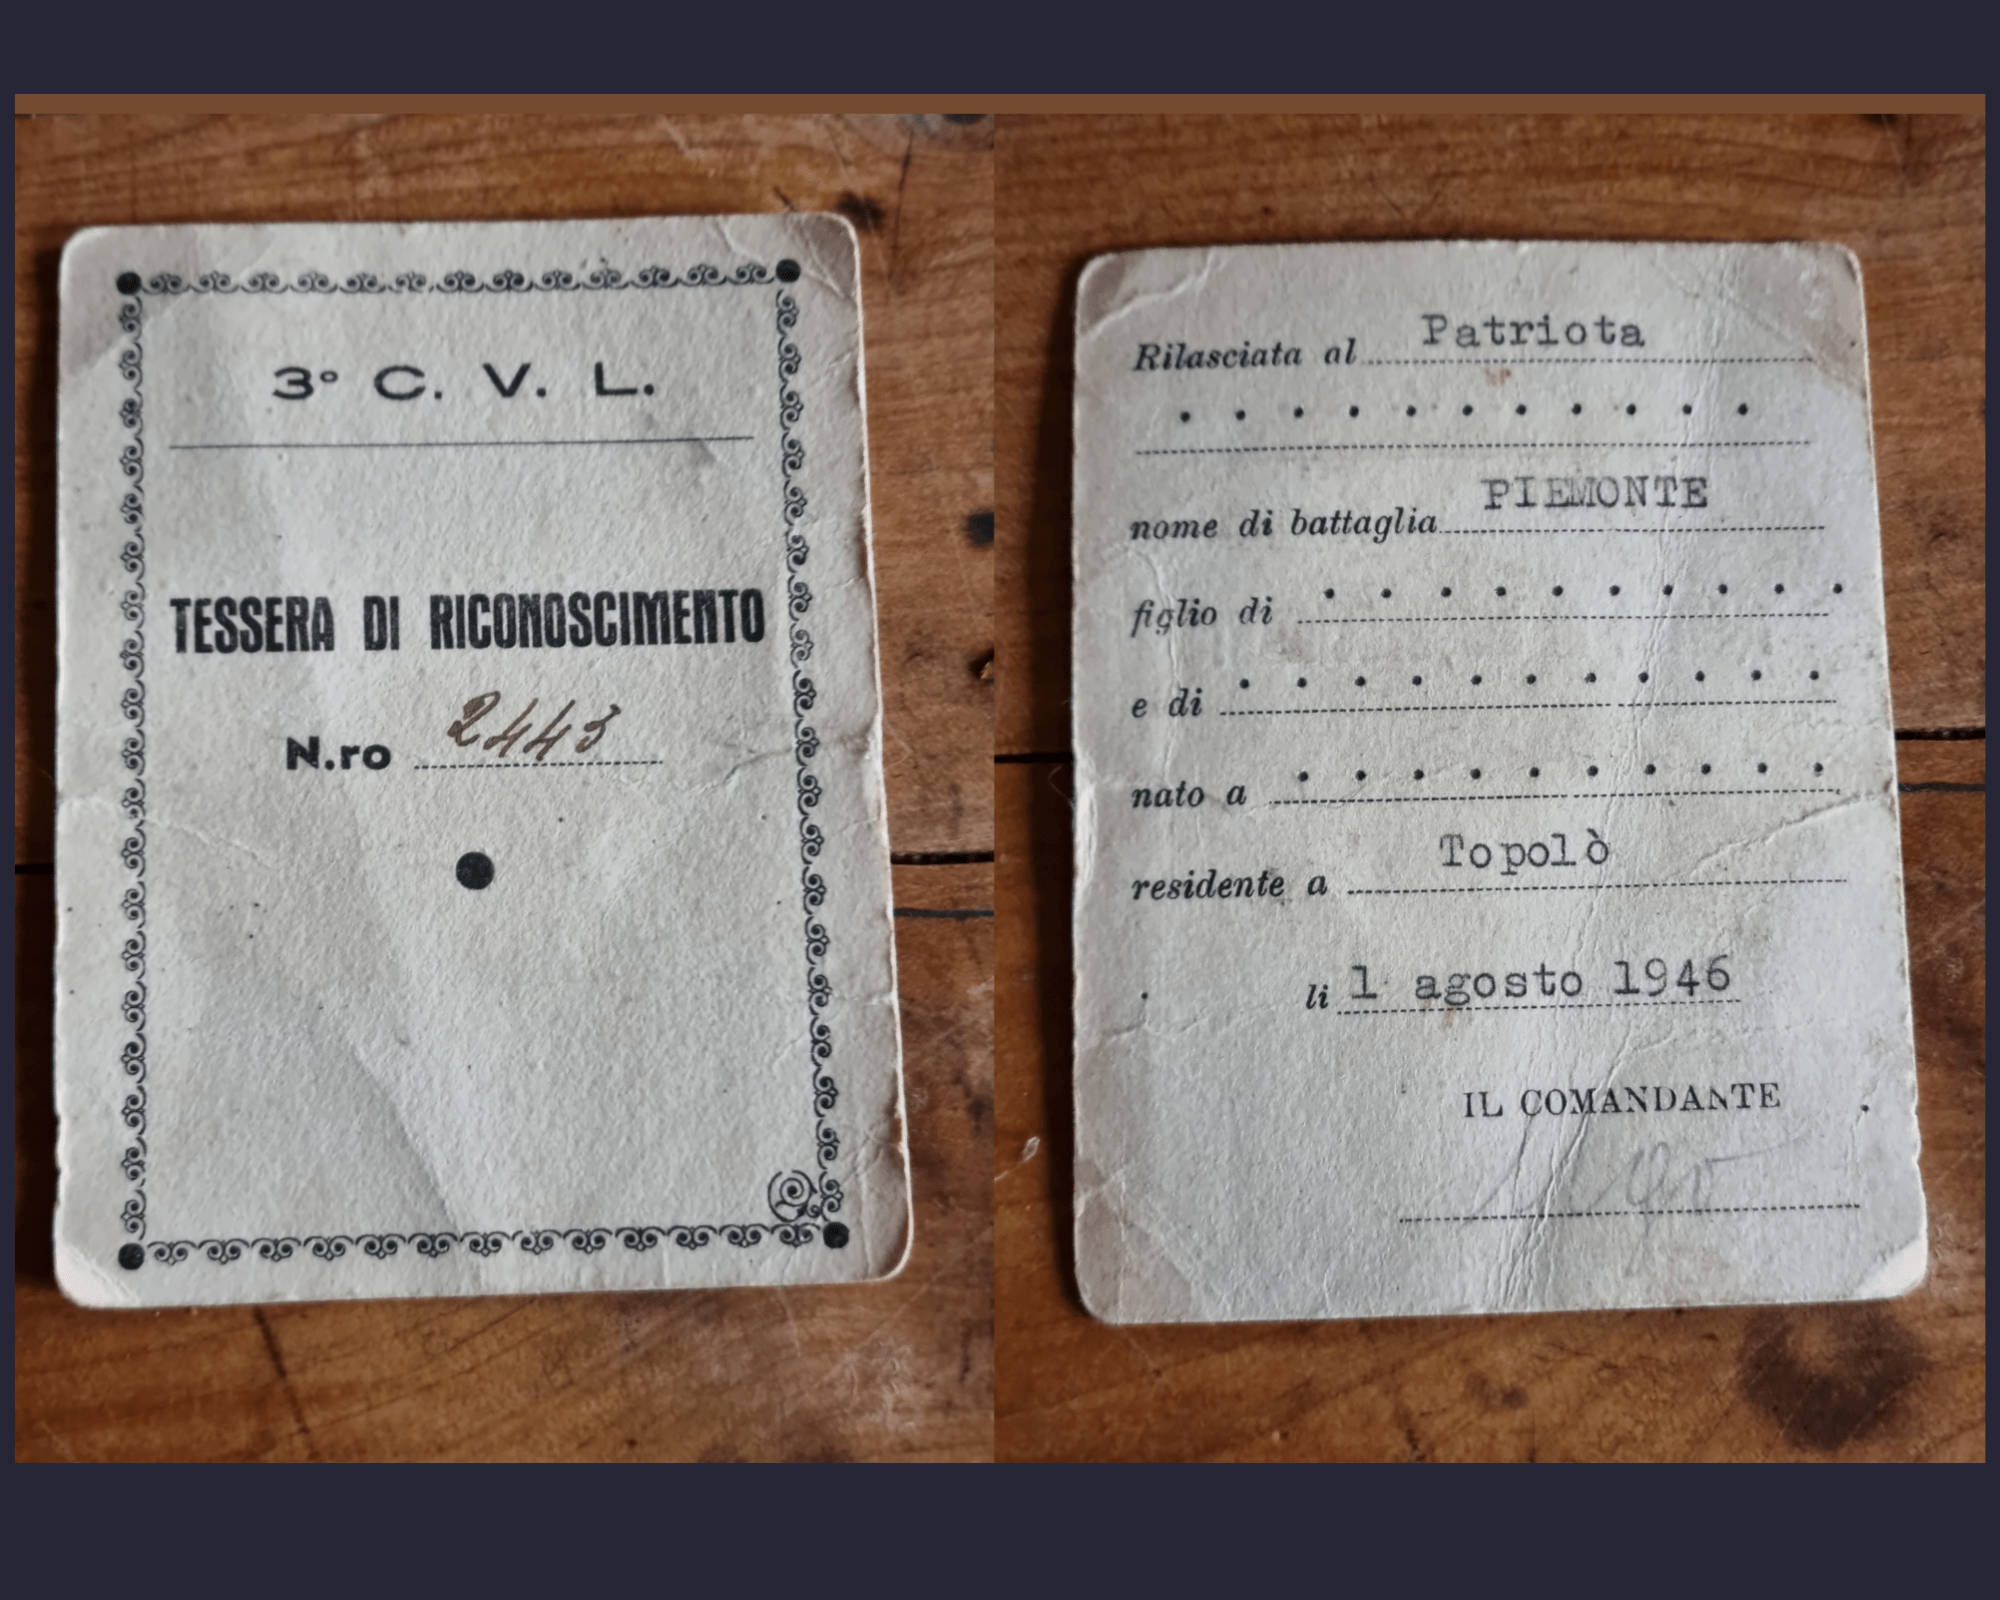 3º C. V. L.
TESSERA DI RICONOSCIMENTO
N.ro 2443
Rilasciata al Patriota
nome di battaglia PIEMONTE
figlio di
e di
nato a
residente a Topolò
li 1 agosto 1946
IL COMANDANTE